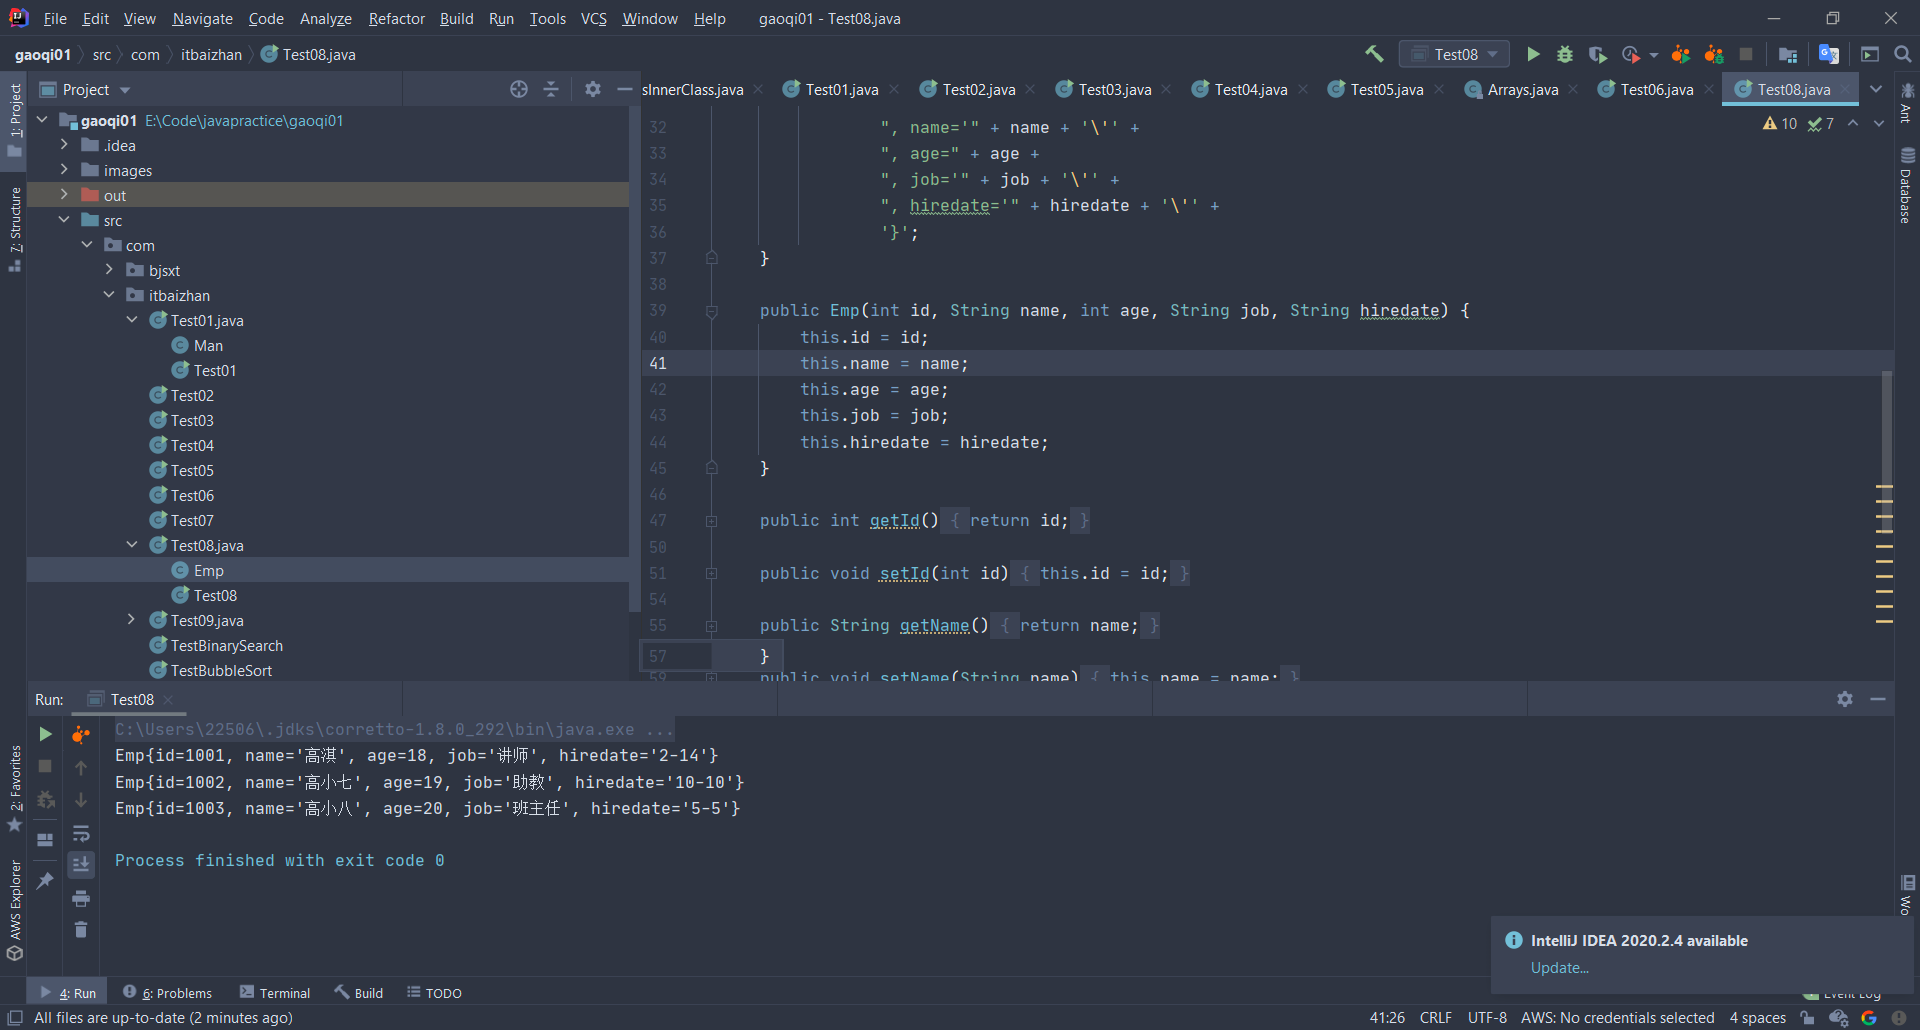 File Edit View Navigate Code Analyze Refactor Build Run Tools VCS Window Help gaoqi01 - Test08.java
gaoqi01 src com itbaizhan Test08.java
Test08
1: Project
7: Structure
2: Favorites
AWS Explorer
Project
gaoqi01 E:\Code\javapractice\gaoqi01
.idea
images
out
src
com
bjsxt
itbaizhan
Test01.java
Man
Test01
Test02
Test03
Test04
Test05
Test06
Test07
Test08.java
Emp
Test08
Test09.java
TestBinarySearch
TestBubbleSort
sInnerClass.java Test01.java Test02.java Test03.java Test04.java Test05.java Arrays.java Test06.java Test08.java
10 7
32 ", name='" + name + '\'' +
33 ", age=" + age +
34 ", job='" + job + '\'' +
35 ", hiredate='" + hiredate + '\'' +
36 '}';
37 }
38
39 public Emp(int id, String name, int age, String job, String hiredate) {
40 this.id = id;
41 this.name = name;
42 this.age = age;
43 this.job = job;
44 this.hiredate = hiredate;
45 }
46
47 public int getId() { return id; }
50
51 public void setId(int id) { this.id = id; }
54
55 public String getName() { return name; }
57 }
59 public void setName(String name) { this.name = name; }
Ant
Database
Wo
Run: Test08
C:\Users\22506\.jdks\corretto-1.8.0_292\bin\java.exe ...
Emp{id=1001, name='高淇', age=18, job='讲师', hiredate='2-14'}
Emp{id=1002, name='高小七', age=19, job='助教', hiredate='10-10'}
Emp{id=1003, name='高小八', age=20, job='班主任', hiredate='5-5'}
Process finished with exit code 0
IntelliJ IDEA 2020.2.4 available
Update...
4: Run 6: Problems Terminal Build TODO Event Log
All files are up-to-date (2 minutes ago) 41:26 CRLF UTF-8 AWS: No credentials selected 4 spaces